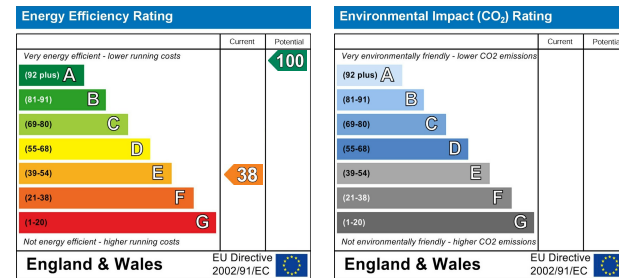 Energy Efficiency Rating
Current Potential
Very energy efficient - lower running costs
(92 plus) A
100
(81-91) B
(69-80) C
(55-68) D
(39-54) E
38
(21-38) F
(1-20) G
Not energy efficient - higher running costs
England & Wales
EU Directive
2002/91/EC
Environmental Impact (CO2) Rating
Current Potentia
Very environmentally friendly - lower CO2 emissions
(92 plus) A
(81-91) B
(69-80) C
(55-68) D
(39-54) E
(21-38) F
(1-20) G
Not environmentally friendly - higher CO2 emissions
England & Wales
EU Directive
2002/91/EC